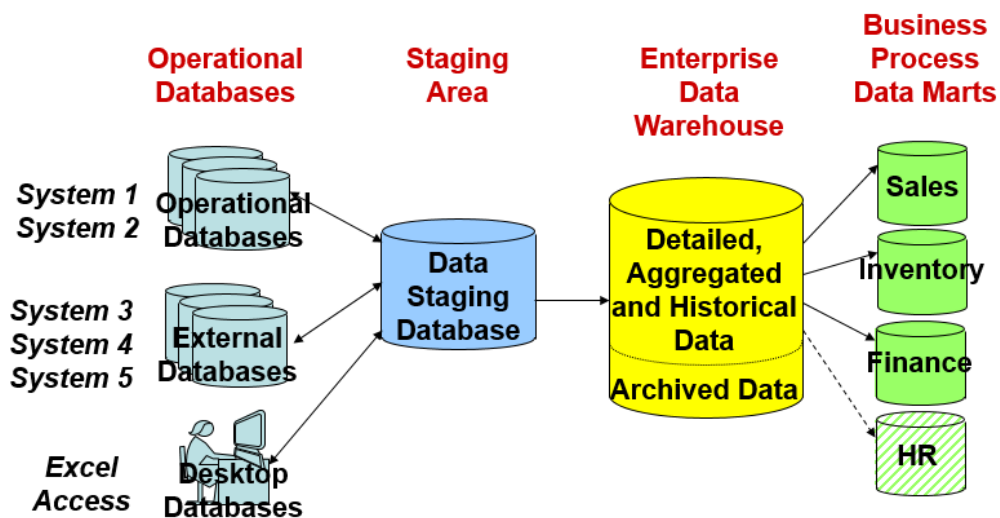 Operational
Databases
Staging
Area
Enterprise
Data
Warehouse
Business
Process
Data Marts
System 1
System 2
Operational
Databases
System 3
System 4
System 5
External
Databases
Excel
Access
Desktop
Databases
Data
Staging
Database
Detailed,
Aggregated
and Historical
Data
Archived Data
Sales
Inventory
Finance
HR